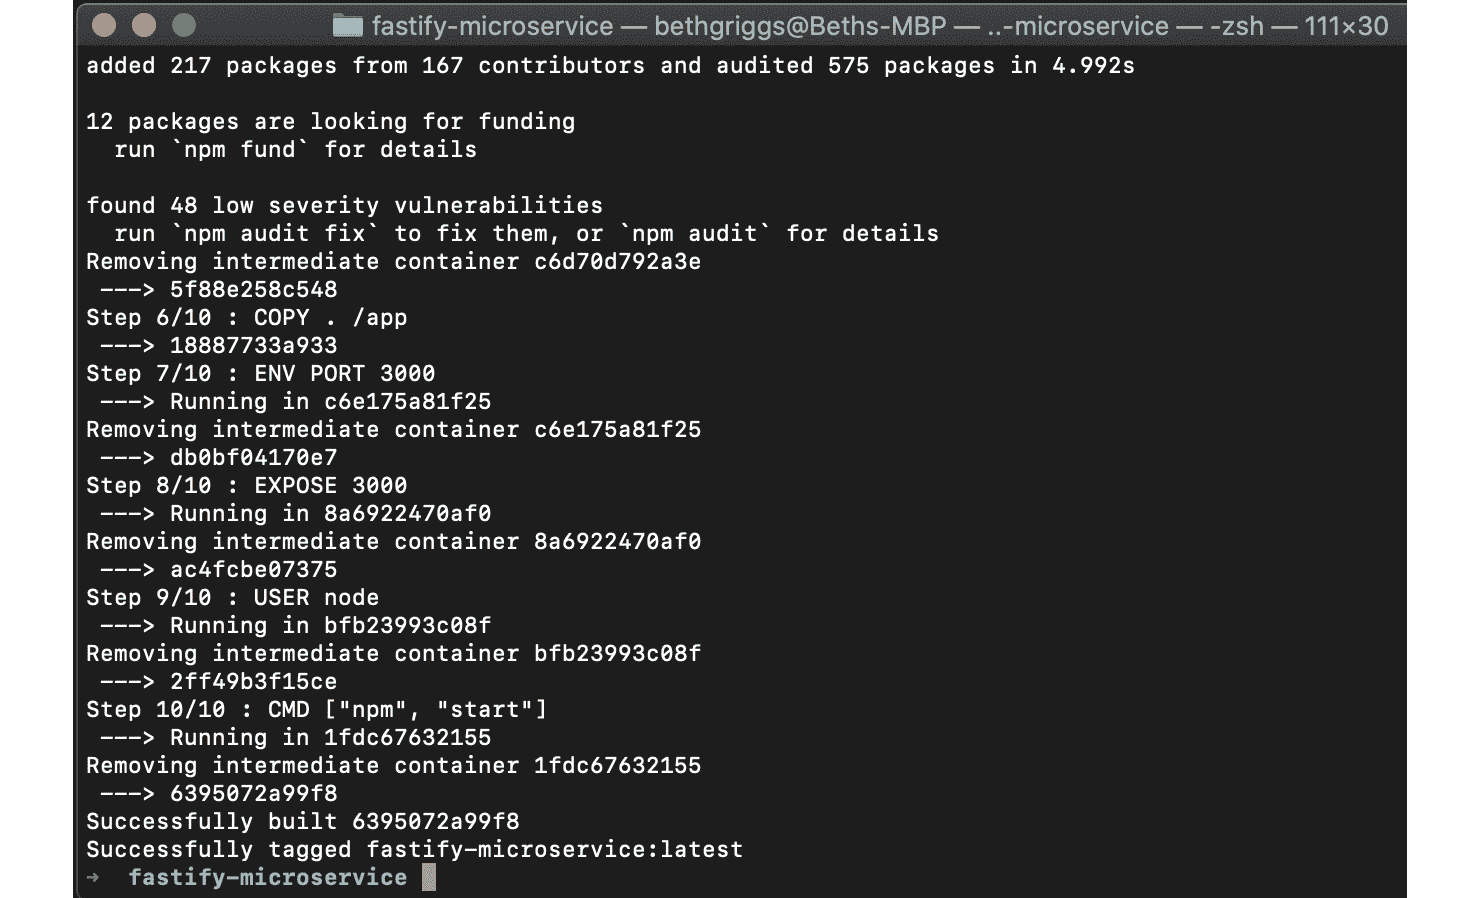 fastify-microservice — bethgriggs@Beths-MBP — ..-microservice — -zsh — 111×30
added 217 packages from 167 contributors and audited 575 packages in 4.992s
12 packages are looking for funding
  run `npm fund` for details
found 48 low severity vulnerabilities
  run `npm audit fix` to fix them, or `npm audit` for details
Removing intermediate container c6d70d792a3e
 ---> 5f88e258c548
Step 6/10 : COPY . /app
 ---> 18887733a933
Step 7/10 : ENV PORT 3000
 ---> Running in c6e175a81f25
Removing intermediate container c6e175a81f25
 ---> db0bf04170e7
Step 8/10 : EXPOSE 3000
 ---> Running in 8a6922470af0
Removing intermediate container 8a6922470af0
 ---> ac4fcbe07375
Step 9/10 : USER node
 ---> Running in bfb23993c08f
Removing intermediate container bfb23993c08f
 ---> 2ff49b3f15ce
Step 10/10 : CMD ["npm", "start"]
 ---> Running in 1fdc67632155
Removing intermediate container 1fdc67632155
 ---> 6395072a99f8
Successfully built 6395072a99f8
Successfully tagged fastify-microservice:latest
→ fastify-microservice